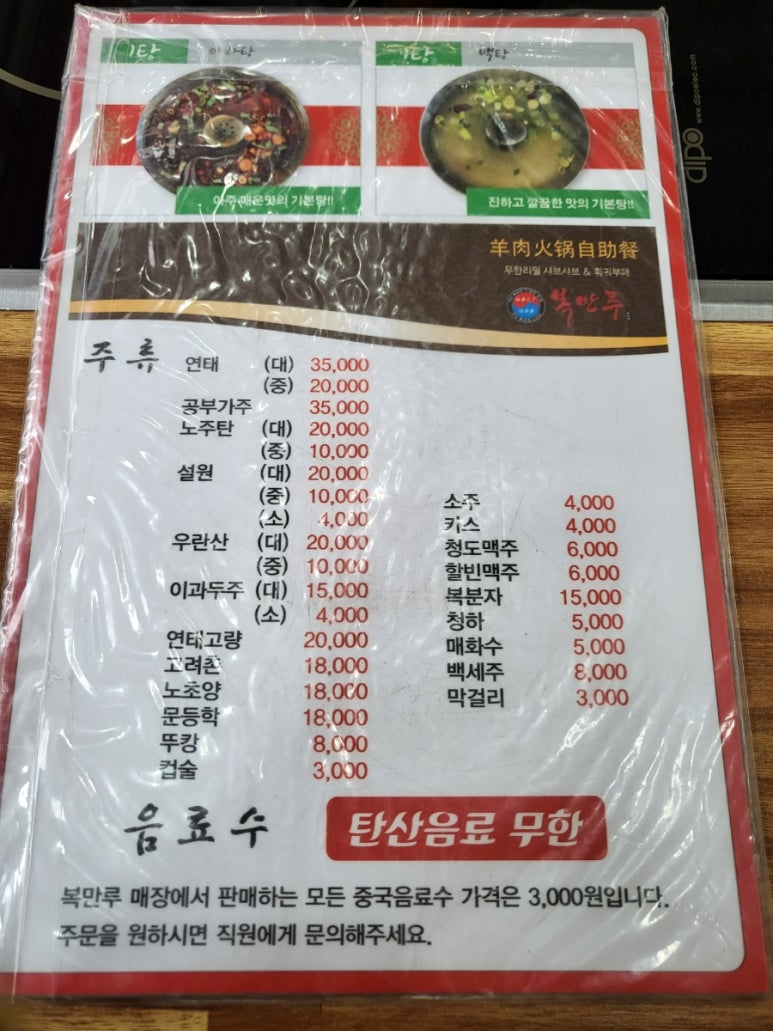 탕
마라탕
탕
백탕
www.dipoelec.com
dipo
아주 매운맛의 기본탕!!
진하고 깔끔한 맛의 기본탕!!
羊肉火锅自助餐
무한리필 샤브샤브 & 훠궈부페
복만루
주류
연태 (대) 35,000
(중) 20,000
공부가주 35,000
노주탄 (대) 20,000
(중) 10,000
설원 (대) 20,000
(중) 10,000
(소) 4,000
우란산 (대) 20,000
(중) 10,000
이과두주 (대) 15,000
(소) 4,000
연태고량 20,000
고려촌 18,000
노초양 18,000
문등학 18,000
뚜캉 8,000
컵술 3,000
소주 4,000
카스 4,000
청도맥주 6,000
할빈맥주 6,000
복분자 15,000
청하 5,000
매화수 5,000
백세주 8,000
막걸리 3,000
음료수
탄산음료 무한
복만루 매장에서 판매하는 모든 중국음료수 가격은 3,000원입니다.
주문을 원하시면 직원에게 문의해주세요.